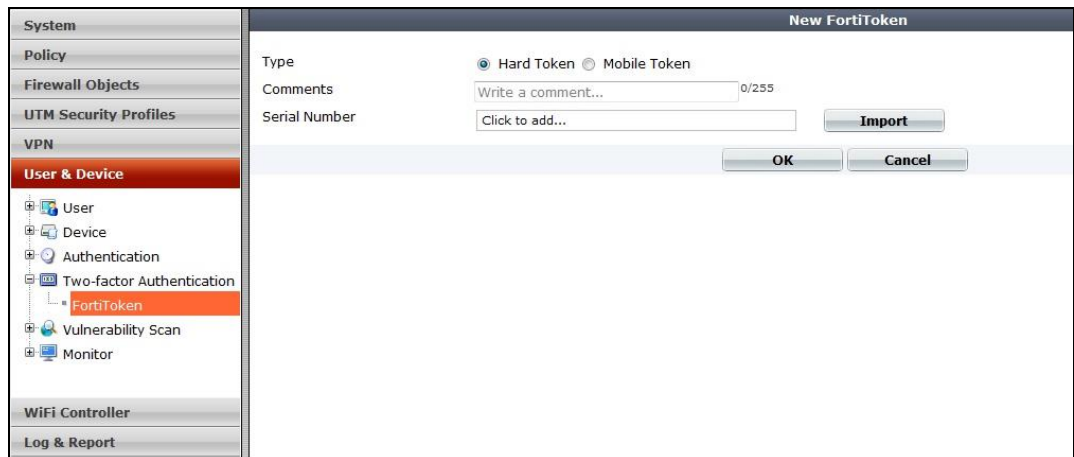 System
Policy
Firewall Objects
UTM Security Profiles
VPN
User & Device
User
Device
Authentication
Two-factor Authentication
FortiToken
Vulnerability Scan
Monitor
WiFi Controller
Log & Report
New FortiToken
Type Hard Token Mobile Token
Comments Write a comment... 0/255
Serial Number Click to add... Import
OK Cancel